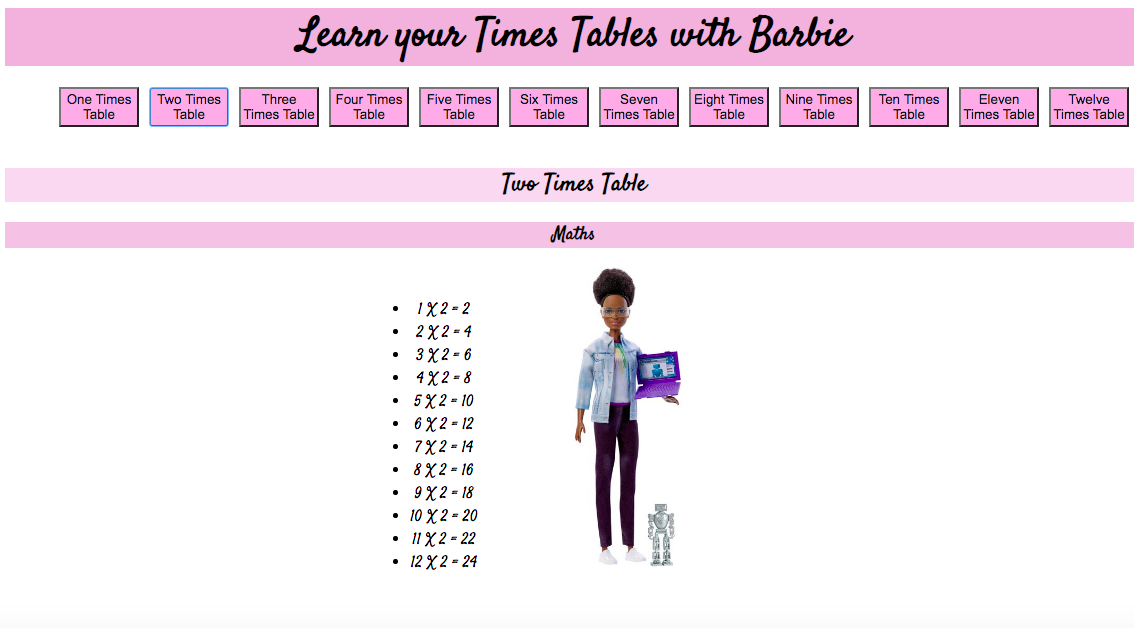 Learn your Times Tables with Barbie
One Times
Table
Two Times
Table
Three
Times Table
Four Times
Table
Five Times
Table
Six Times
Table
Seven
Times Table
Eight Times
Table
Nine Times
Table
Ten Times
Table
Eleven
Times Table
Twelve
Times Table
Two Times Table
Maths
1 X 2 = 2
2 X 2 = 4
3 X 2 = 6
4 X 2 = 8
5 X 2 = 10
6 X 2 = 12
7 X 2 = 14
8 X 2 = 16
9 X 2 = 18
10 X 2 = 20
11 X 2 = 22
12 X 2 = 24